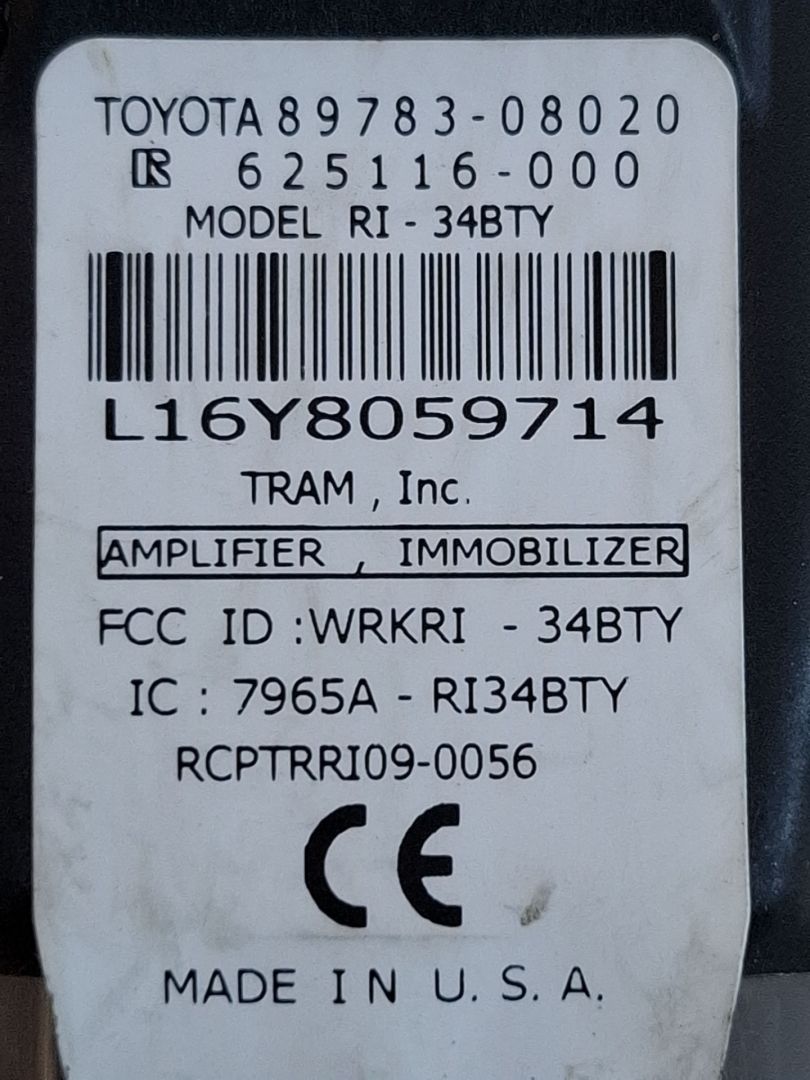 TOYOTA 89783-08020
R 625116-000
MODEL RI - 34BTY
L16Y8059714
TRAM , Inc.
AMPLIFIER , IMMOBILIZER
FCC ID :WRKRI - 34BTY
IC : 7965A - RI34BTY
RCPTRRI09-0056
CE
MADE IN U. S. A.